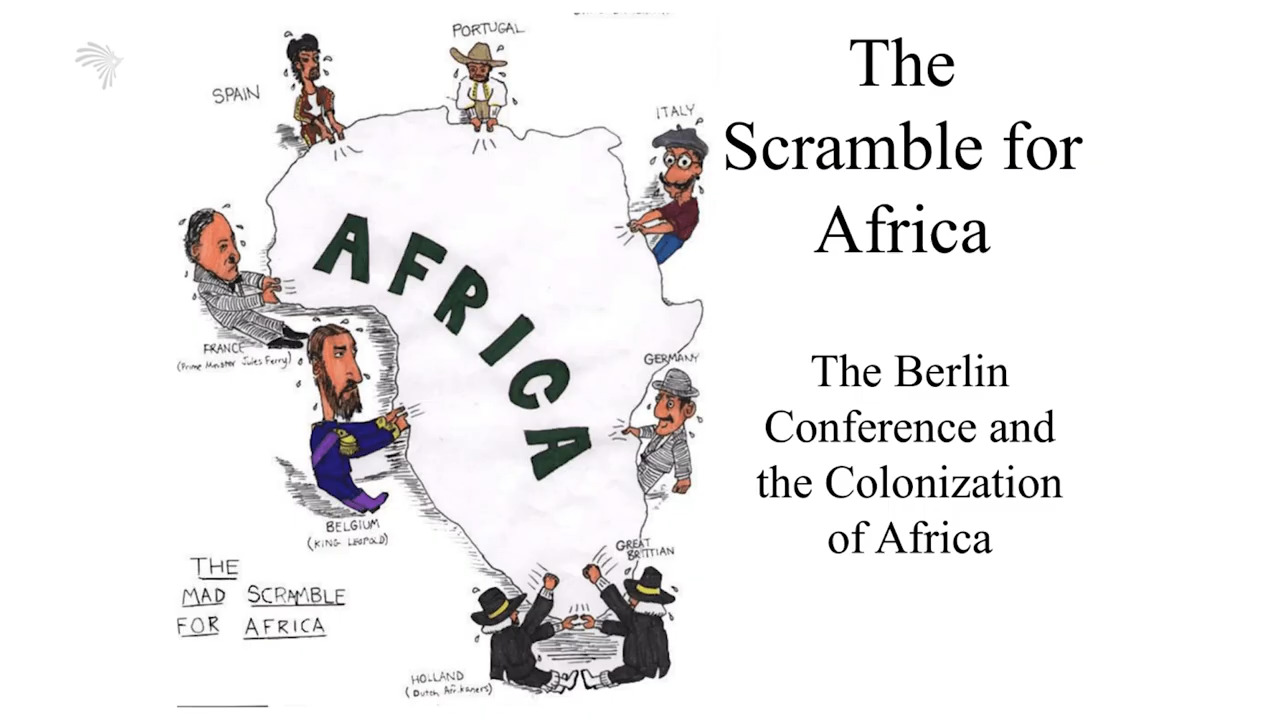 PORTUGAL
SPAIN
ITALY
AFRICA
FRANCE
(Prime Minister Jules Ferry)
GERMANY
BELGIUM
(KING LEOPOLD)
GREAT
BRITTIAN
THE
MAD SCRAMBLE
FOR AFRICA
HOLLAND
(Dutch Afrikaners)
The
Scramble for
Africa
The Berlin
Conference and
the Colonization
of Africa